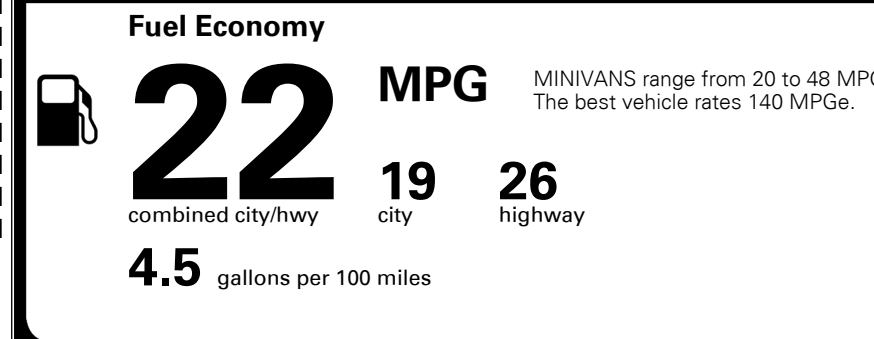 Fuel Economy
22
MPG
MINIVANS range from 20 to 48
The best vehicle rates 140 MPGe.
19
26
combined city/hwy
city
highway
4.5 gallons per 100 miles